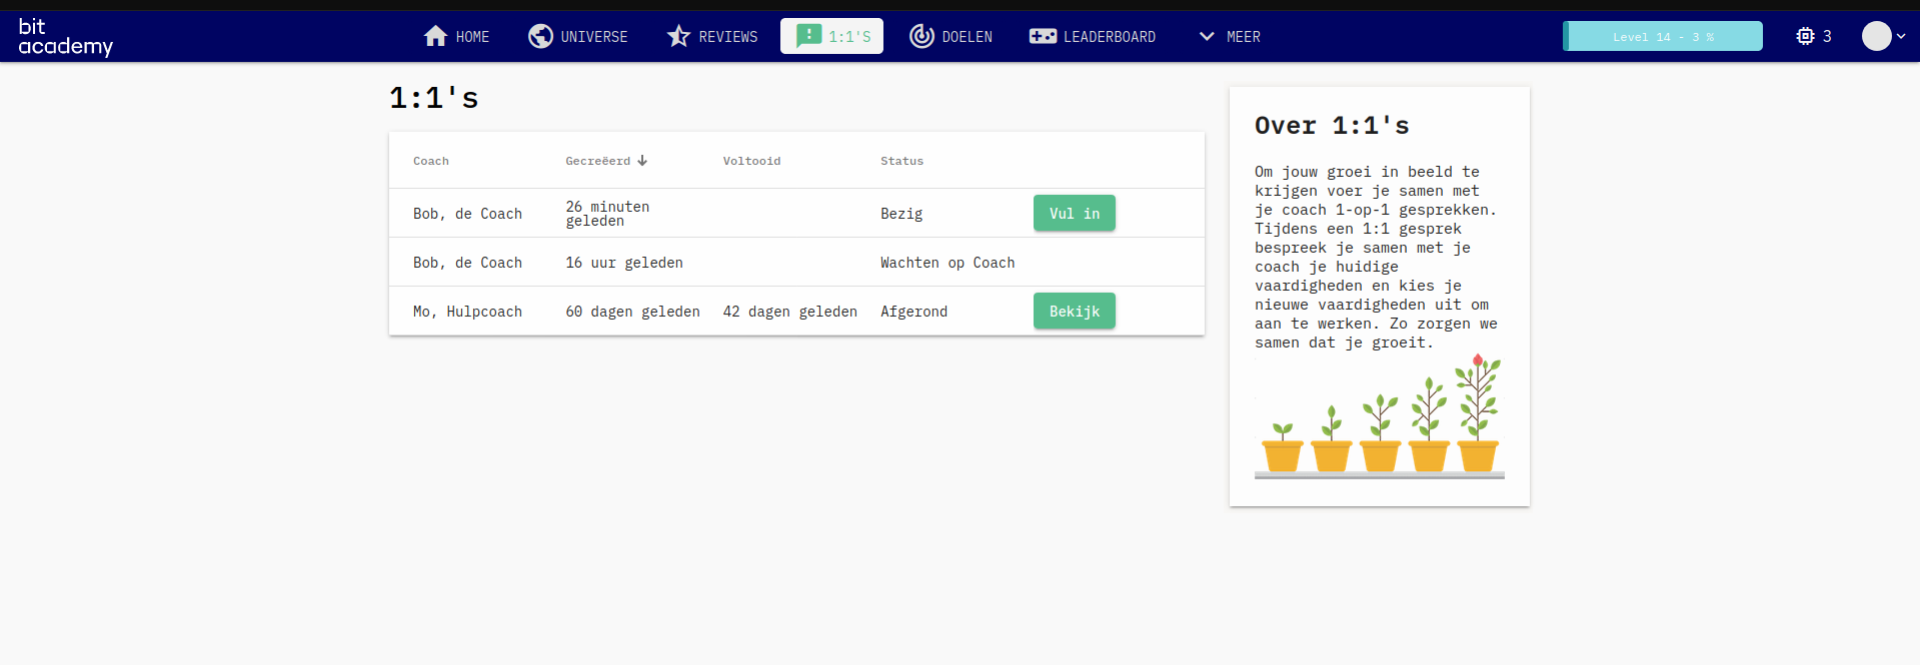 bit
academy
HOME
UNIVERSE
REVIEWS
1:1'S
DOELEN
LEADERBOARD
MEER
Level 14 - 3 %
3
1:1's
Coach Gecreëerd Voltooid Status
Bob, de Coach 26 minuten geleden Bezig Vul in
Bob, de Coach 16 uur geleden Wachten op Coach
Mo, Hulpcoach 60 dagen geleden 42 dagen geleden Afgerond Bekijk
Over 1:1's
Om jouw groei in beeld te
krijgen voer je samen met
je coach 1-op-1 gesprekken.
Tijdens een 1:1 gesprek
bespreek je samen met je
coach je huidige
vaardigheden en kies je
nieuwe vaardigheden uit om
aan te werken. Zo zorgen we
samen dat je groeit.